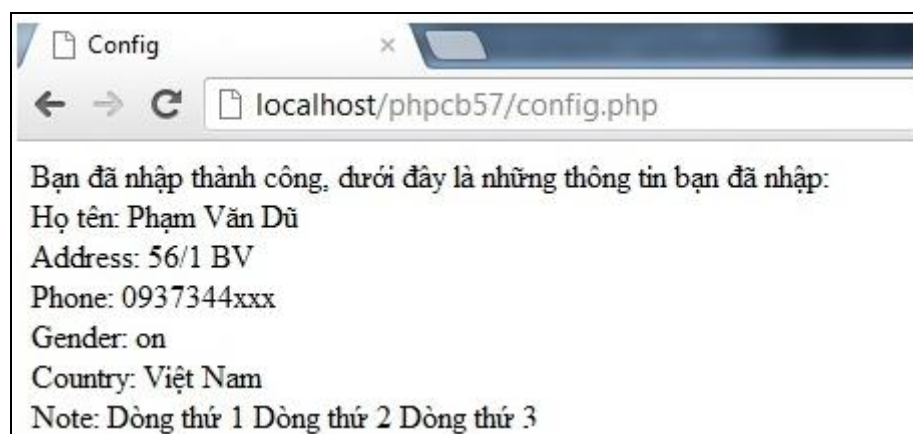 Config
localhost/phpcb57/config.php
Bạn đã nhập thành công, dưới đây là những thông tin bạn đã nhập:
Họ tên: Phạm Văn Dũ
Address: 56/1 BV
Phone: 0937344xxx
Gender: on
Country: Việt Nam
Note: Dòng thứ 1 Dòng thứ 2 Dòng thứ 3